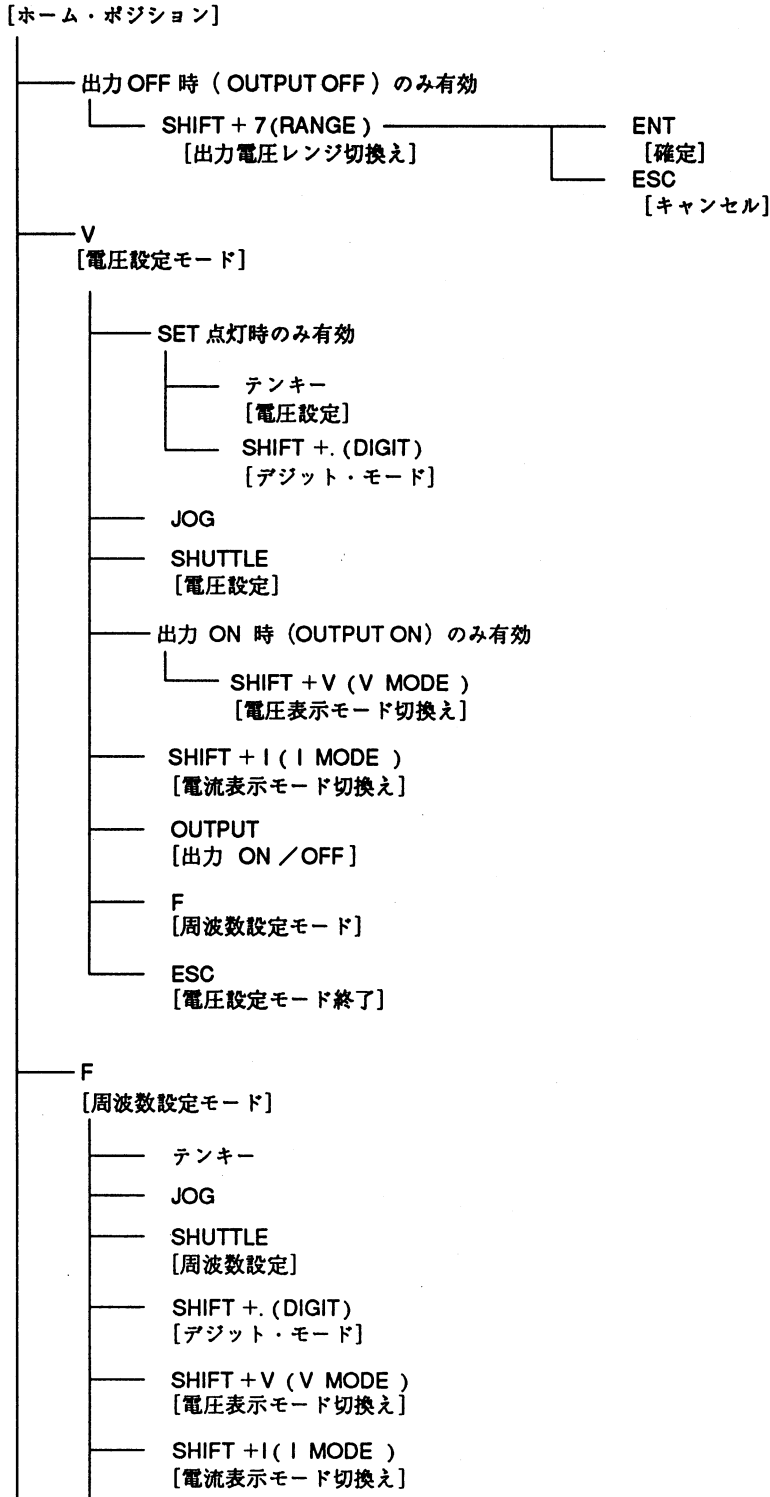 [ホーム・ポジション]
出力 OFF 時 ( OUTPUT OFF ) のみ有効
SHIFT + 7 (RANGE ) ENT
[出力電圧レンジ切換え] [確定]
ESC
[キャンセル]
V
[電圧設定モード]
SET 点灯時のみ有効
テンキー
[電圧設定]
SHIFT +. (DIGIT)
[デジット・モード]
JOG
SHUTTLE
[電圧設定]
出力 ON 時 (OUTPUT ON) のみ有効
SHIFT +V (V MODE )
[電圧表示モード切換え]
SHIFT + I ( I MODE )
[電流表示モード切換え]
OUTPUT
[出力 ON /OFF ]
F
[周波数設定モード]
ESC
[電圧設定モード終了]
F
[周波数設定モード]
テンキー
JOG
SHUTTLE
[周波数設定]
SHIFT +. (DIGIT)
[デジット・モード]
SHIFT + V (V MODE )
[電圧表示モード切換え]
SHIFT +I ( I MODE )
[電流表示モード切換え]